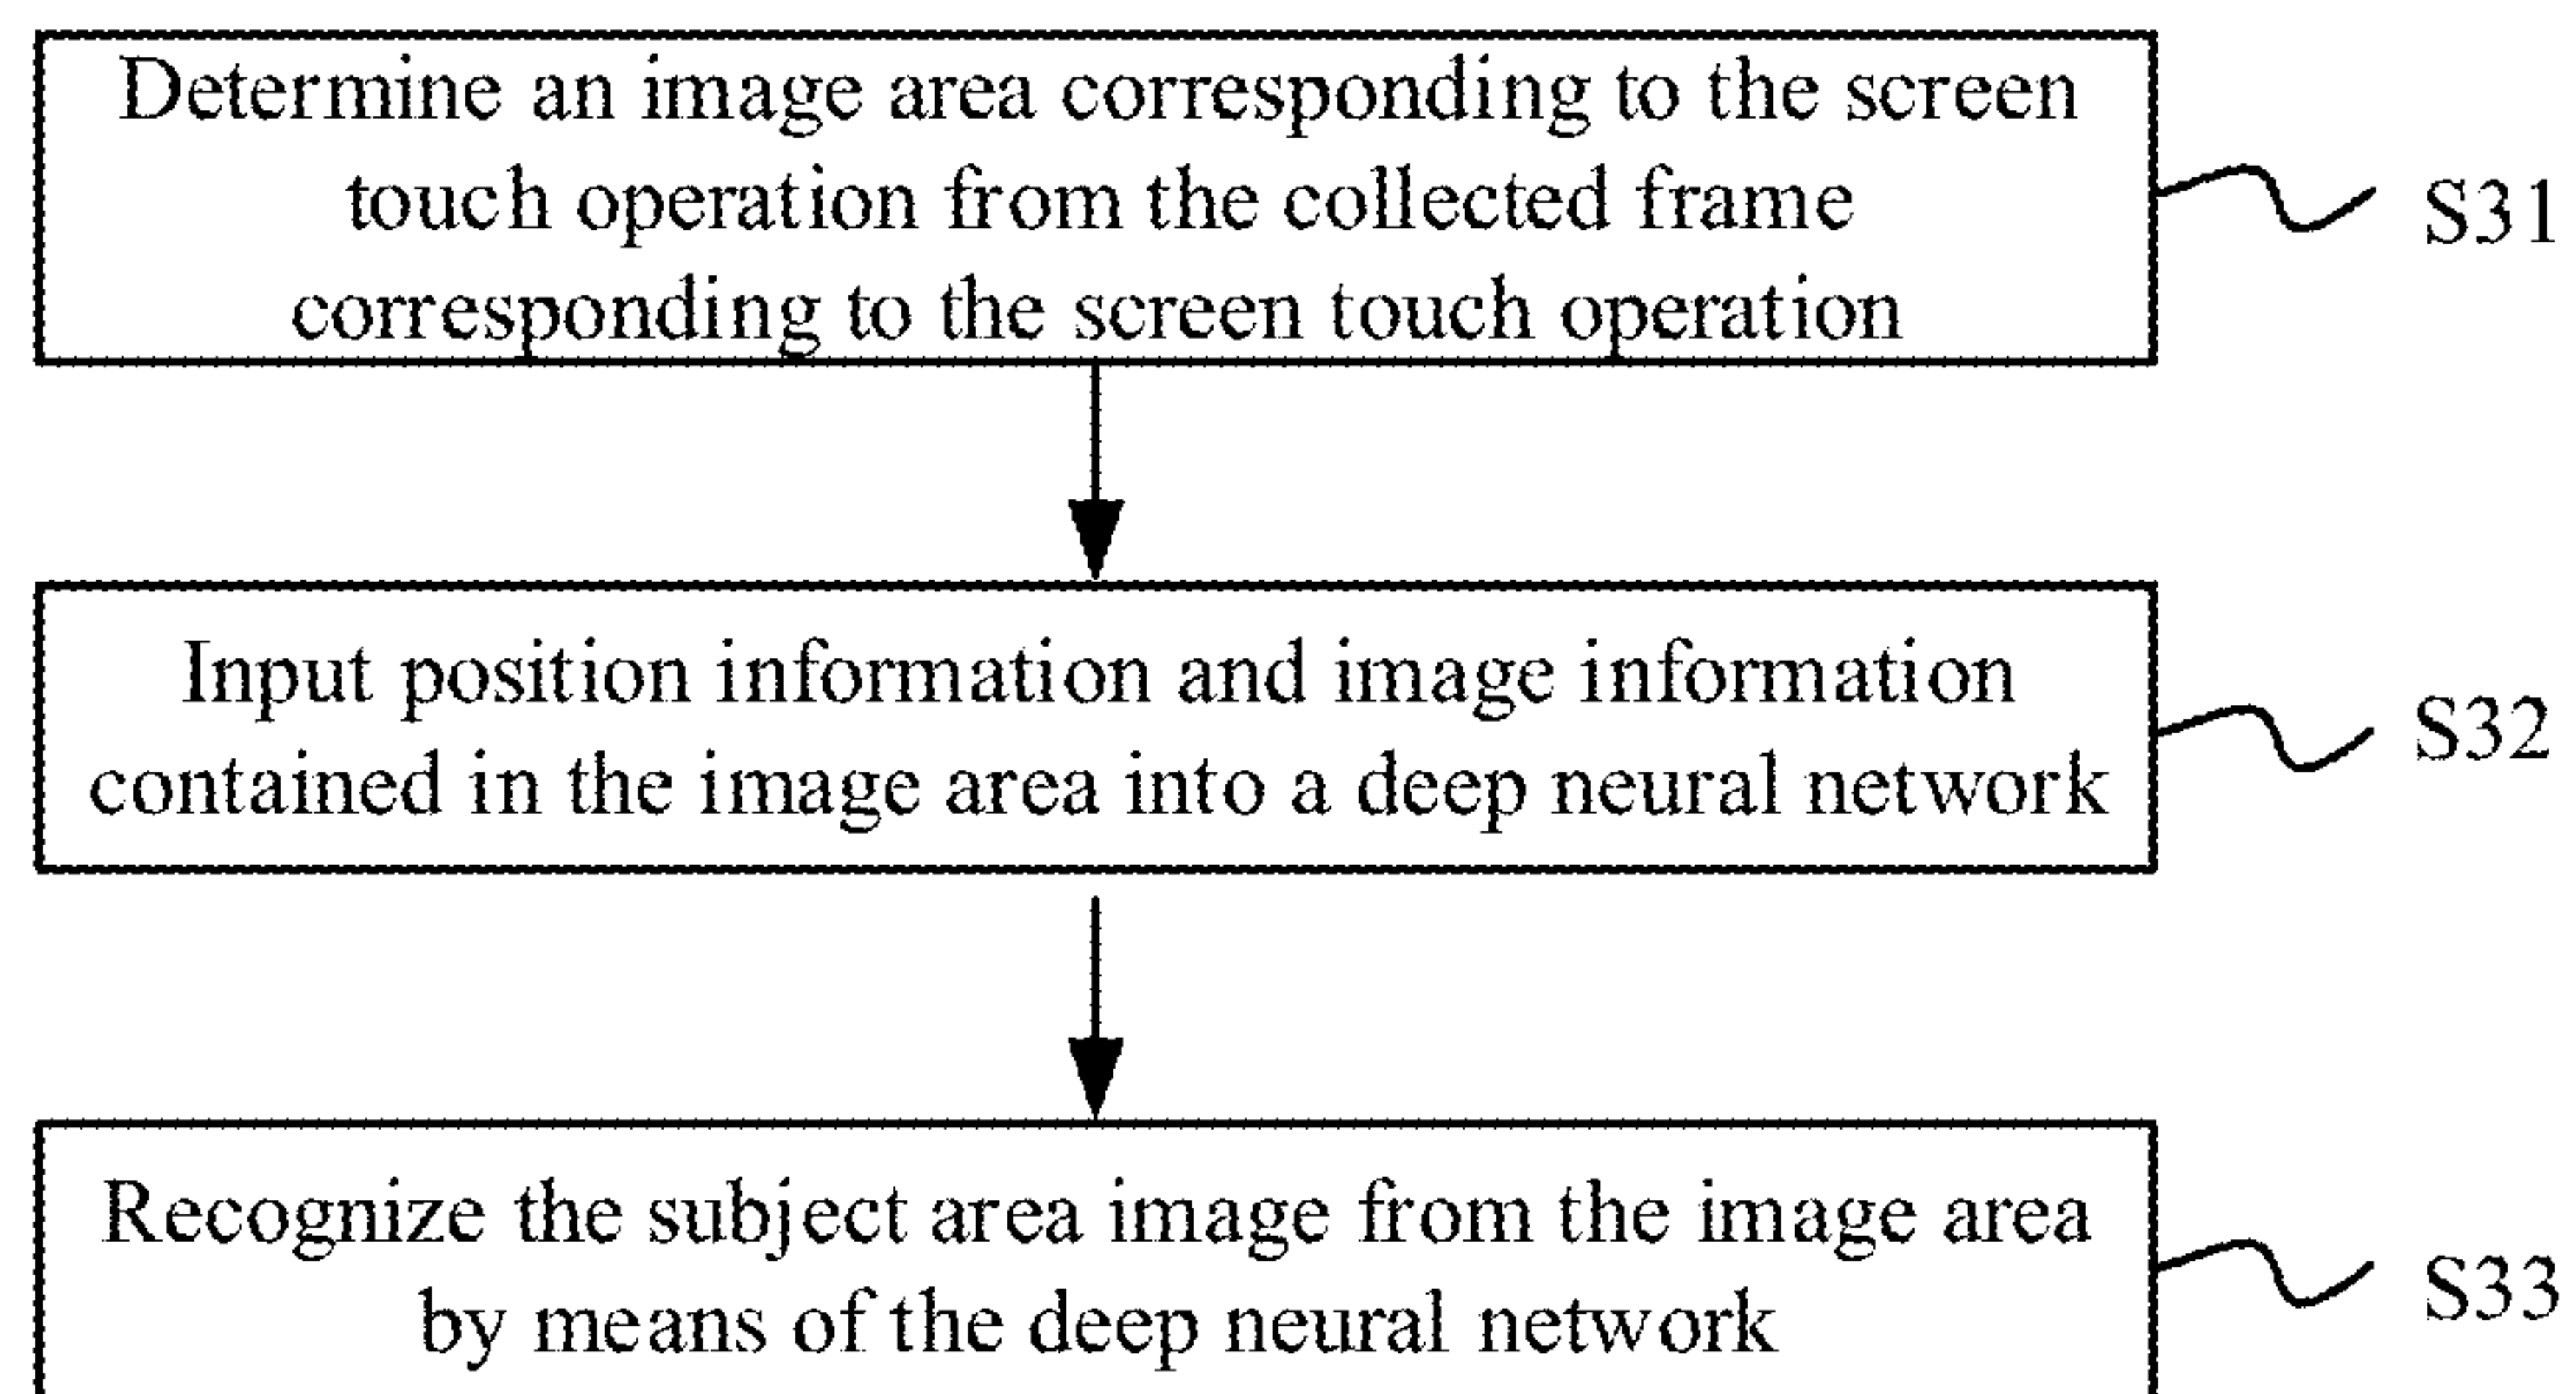 Determine an image area corresponding to the screen
touch operation from the collected frame
corresponding to the screen touch operation
S31
Input position information and image information
contained in the image area into a deep neural network
S32
Recognize the subject area image from the image area
by means of the deep neural network
S33